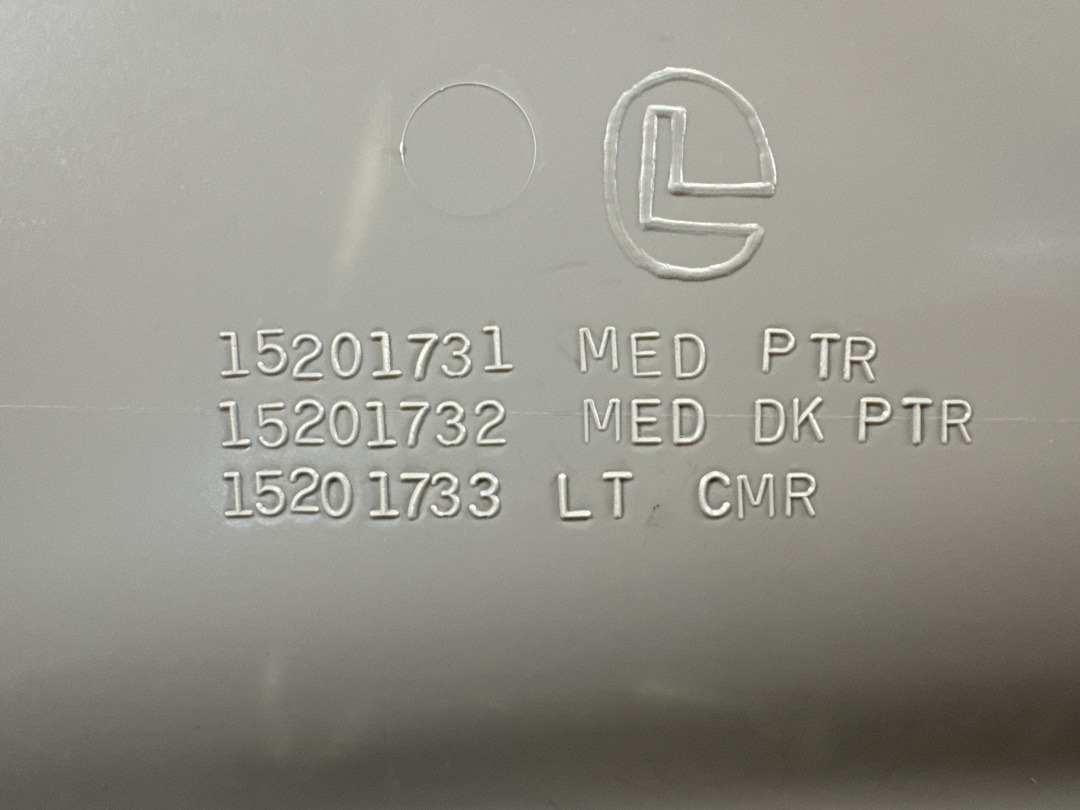 L
15201731 MED PTR
15201732 MED DK PTR
15201733 LT CMR